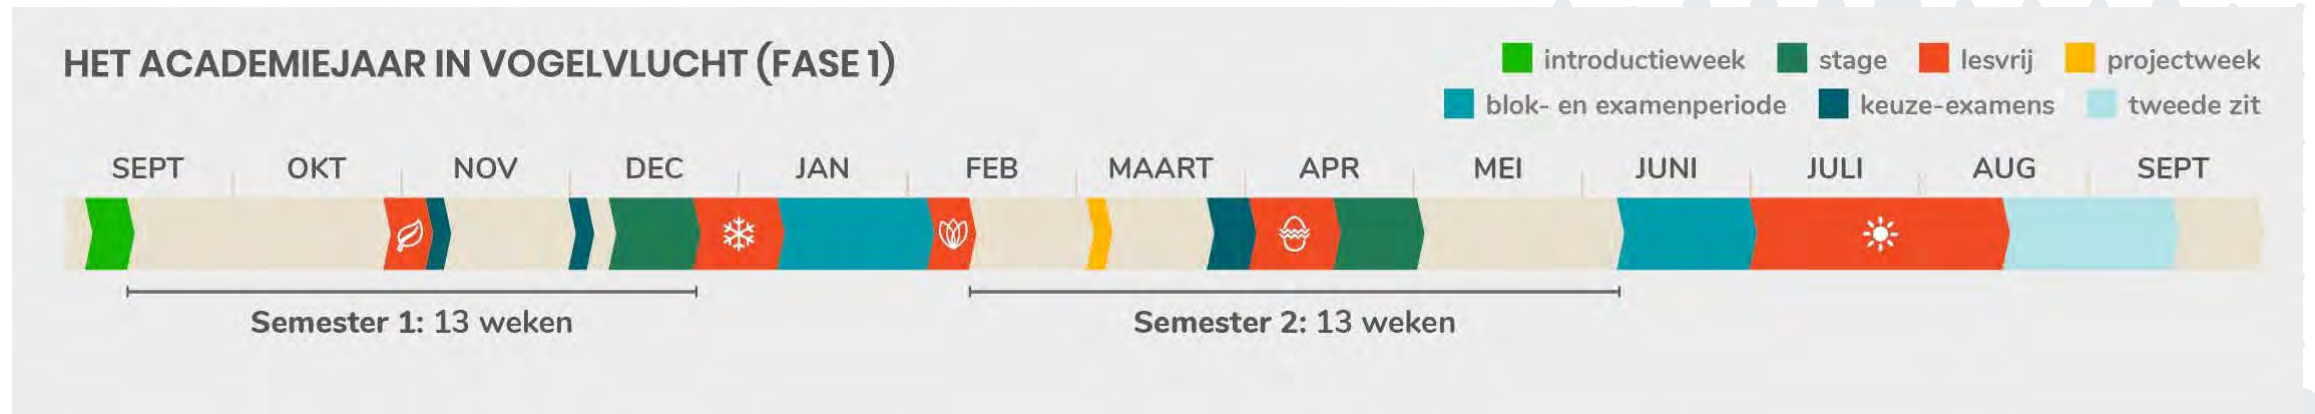 HET ACADEMIEJAAR IN VOGELVLUCHT (FASE 1)
introductieweek stage lesvrij projectweek
blok- en examenperiode keuze-examens tweede zit
SEPT OKT NOV DEC JAN FEB MAART APR MEI JUNI JULI AUG SEPT
Semester 1: 13 weken Semester 2: 13 weken